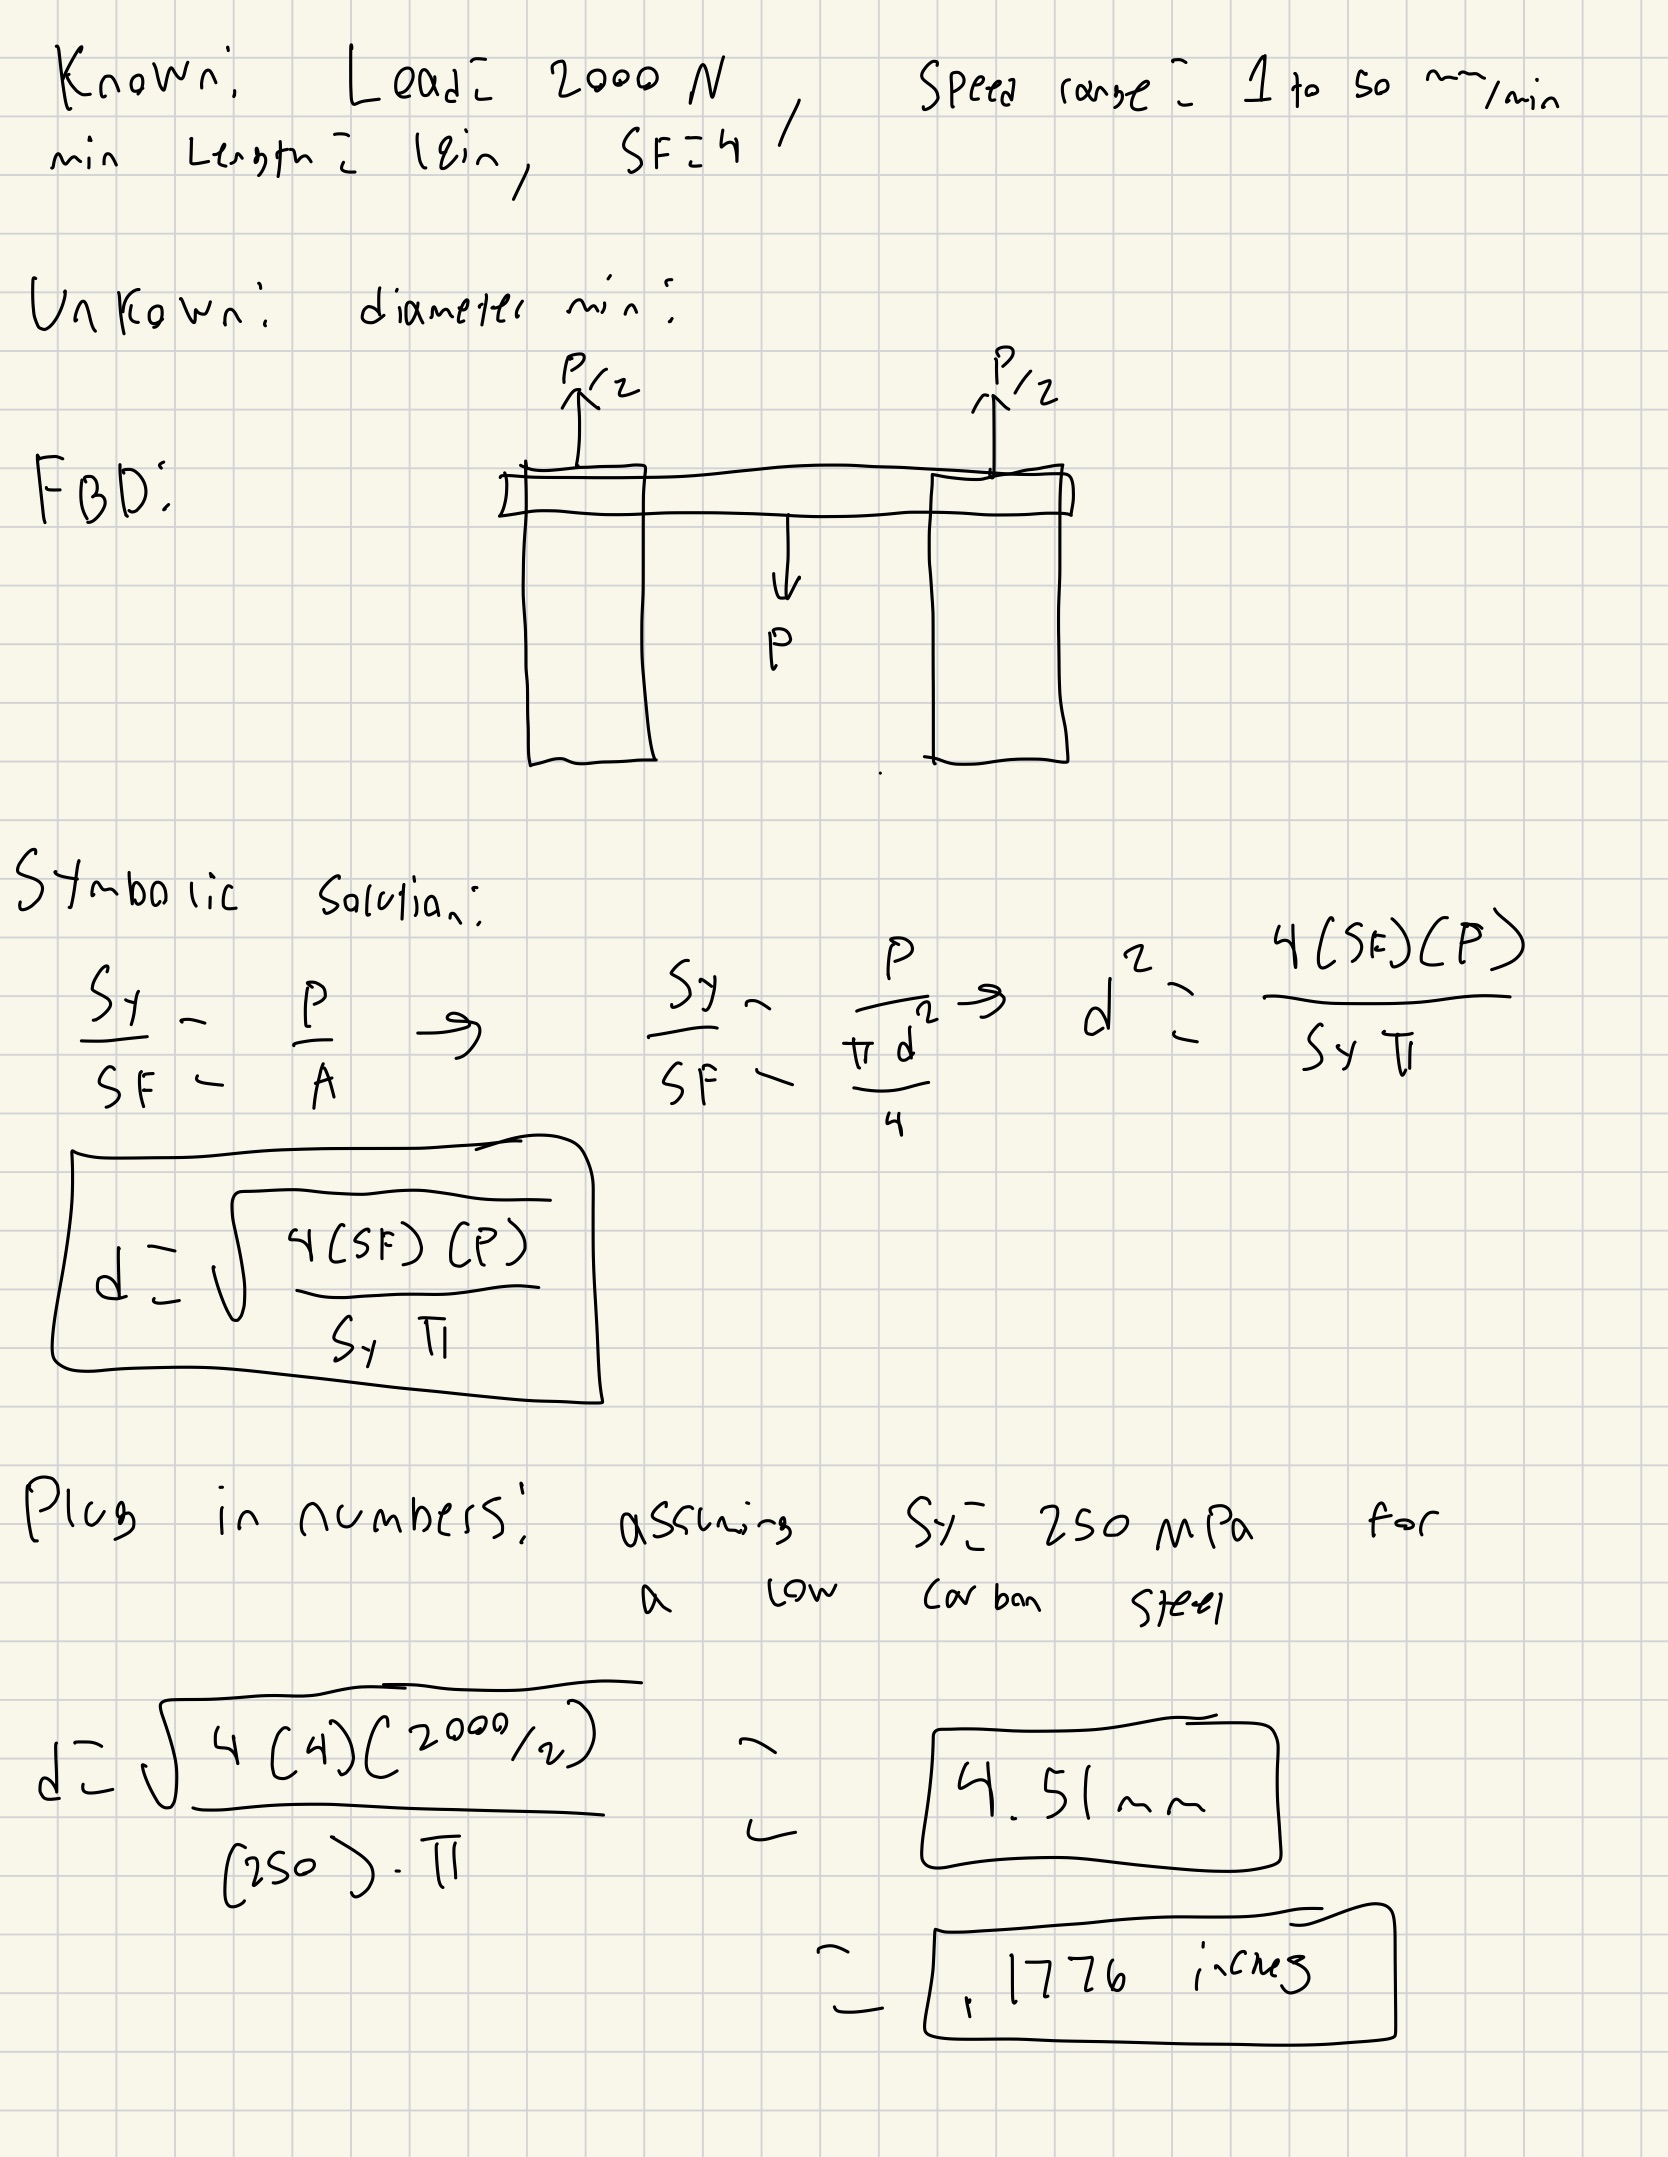 Known: Load = 2000 N, Speed range = 1 to 50 mm/min
min Length = 18in, SF = 4
Unkown: diameter min:
P/2 P/2
FBD:
P
Symbolic Solution:
Sy/SF = P/A → Sy/SF = P/(πd²/4) → d² = 4(SF)(P)/(Sy π)
d = √(4(SF)(P)/(Sy π))
Plug in numbers: assuming Sy = 250 MPa for
a low carbon steel
d = √(4(4)(2000/2)/((250)·π)) = 4.51mm
= .1776 inches